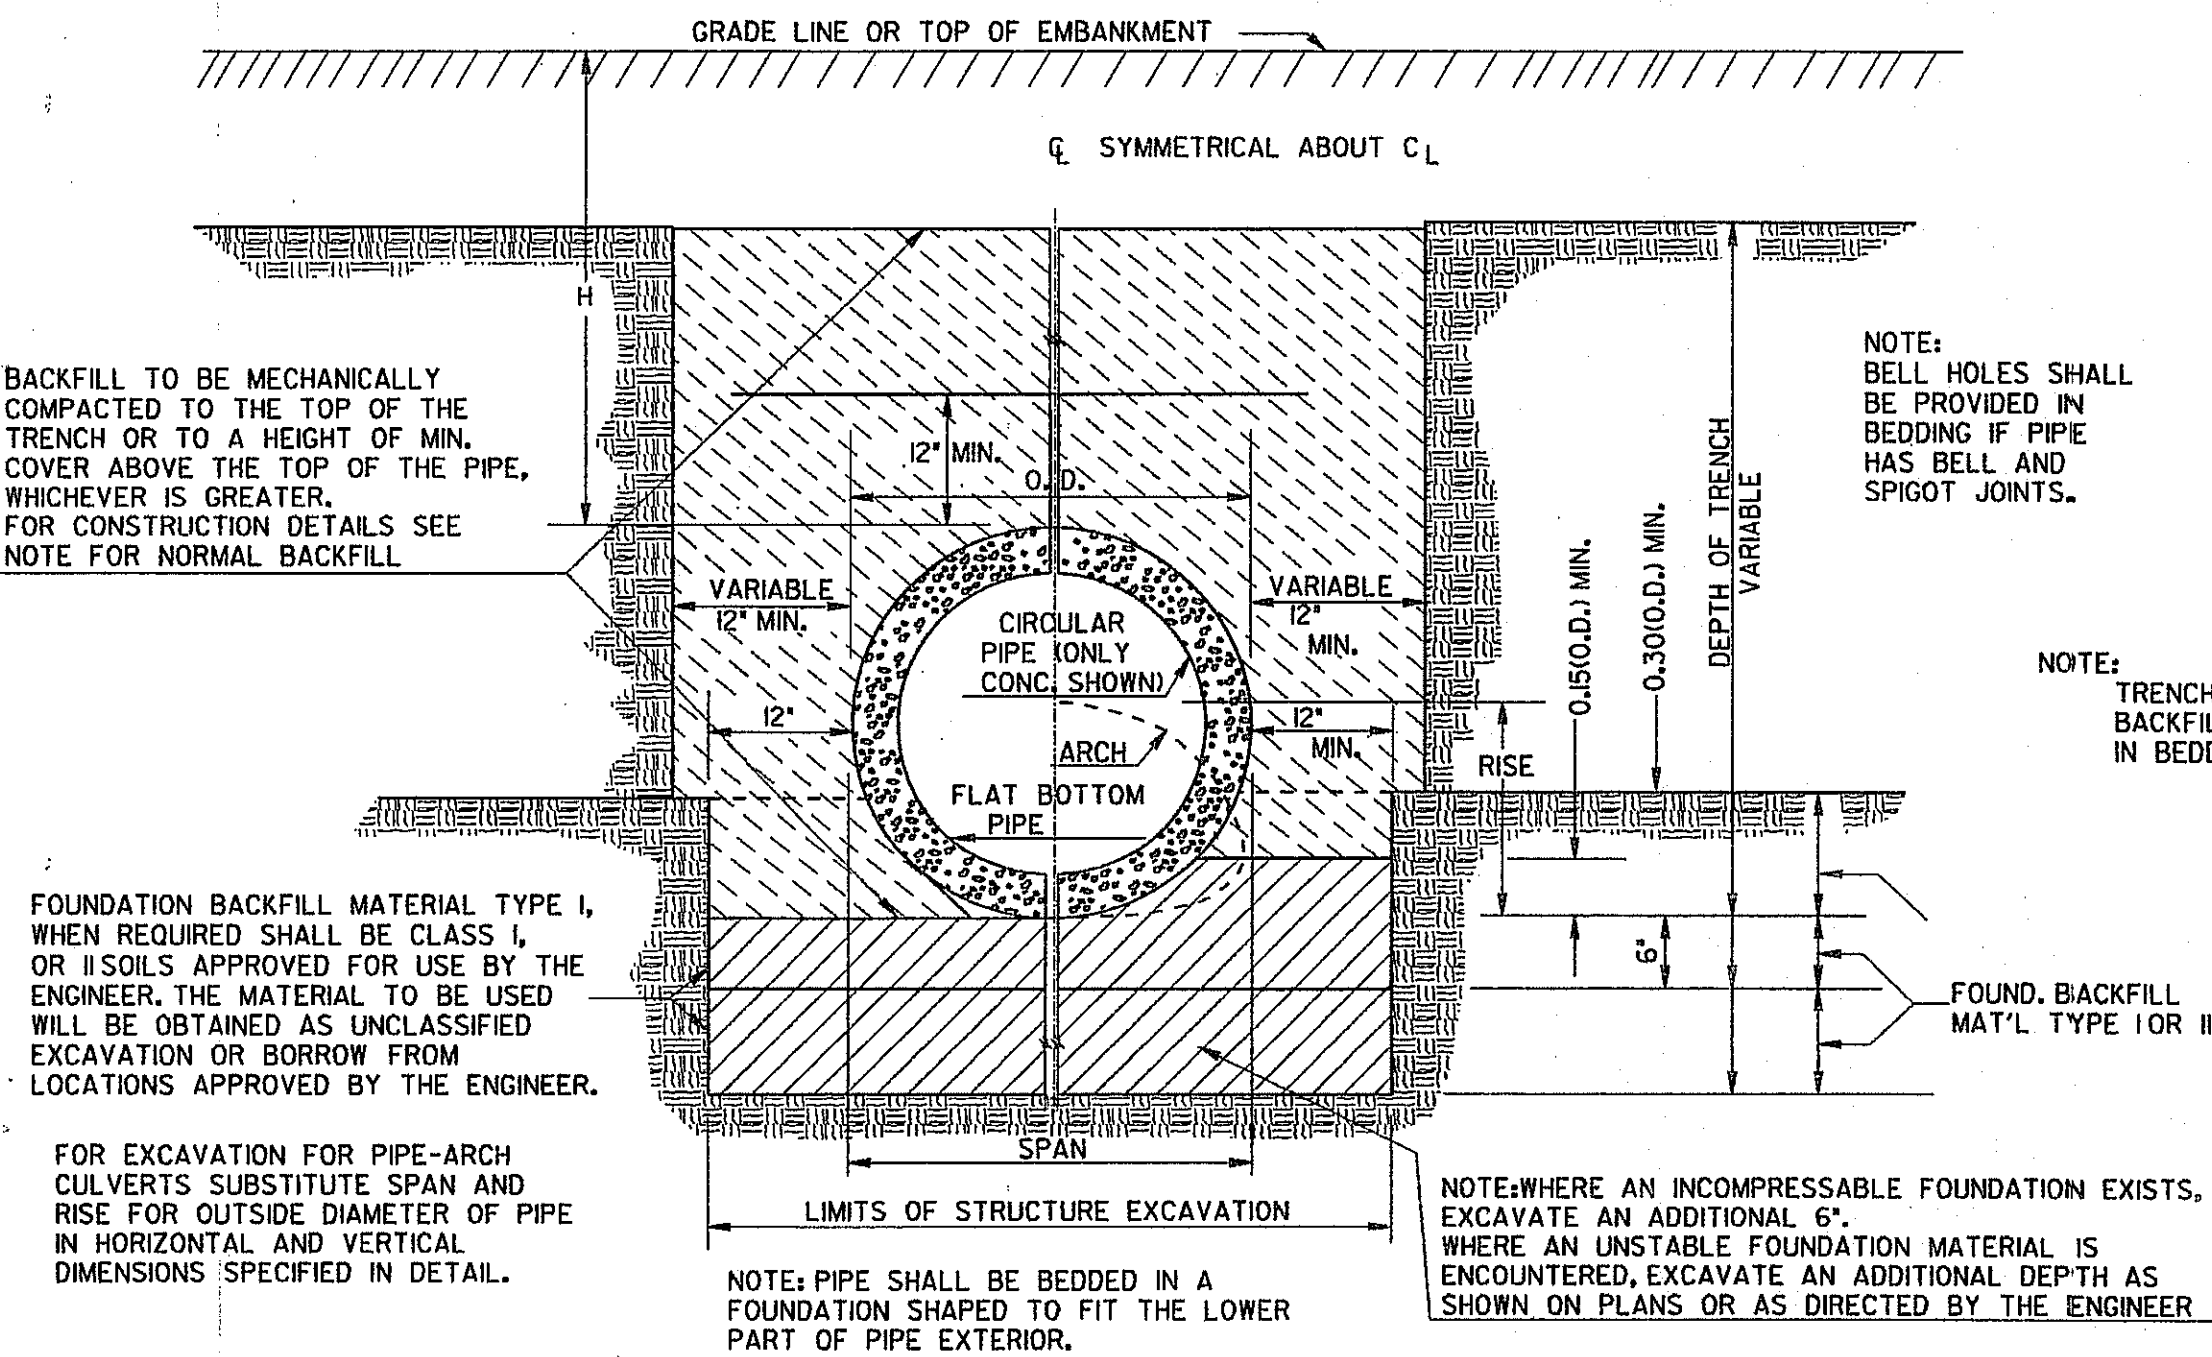 GRADE LINE OR TOP OF EMBANKMENT
℄ SYMMETRICAL ABOUT C L
H
BACKFILL TO BE MECHANICALLY
COMPACTED TO THE TOP OF THE
TRENCH OR TO A HEIGHT OF MIN.
COVER ABOVE THE TOP OF THE PIPE,
WHICHEVER IS GREATER.
FOR CONSTRUCTION DETAILS SEE
NOTE FOR NORMAL BACKFILL
12" MIN.
O. D.
VARIABLE
12" MIN.
VARIABLE
12"
MIN.
CIRCULAR
PIPE (ONLY
CONC. SHOWN)
12"
12"
MIN.
ARCH
FLAT BOTTOM
PIPE
RISE
0.15(O.D.) MIN.
0.30(O.D.) MIN.
DEPTH OF TRENCH
VARIABLE
NOTE:
BELL HOLES SHALL
BE PROVIDED IN
BEDDING IF PIPE
HAS BELL AND
SPIGOT JOINTS.
NOTE:
TRENCH
BACKFIL
IN BEDD
6"
FOUND. BACKFILL
MAT'L TYPE I OR II
FOUNDATION BACKFILL MATERIAL TYPE I,
WHEN REQUIRED SHALL BE CLASS I,
OR II SOILS APPROVED FOR USE BY THE
ENGINEER. THE MATERIAL TO BE USED
WILL BE OBTAINED AS UNCLASSIFIED
EXCAVATION OR BORROW FROM
LOCATIONS APPROVED BY THE ENGINEER.
FOR EXCAVATION FOR PIPE-ARCH
CULVERTS SUBSTITUTE SPAN AND
RISE FOR OUTSIDE DIAMETER OF PIPE
IN HORIZONTAL AND VERTICAL
DIMENSIONS SPECIFIED IN DETAIL.
SPAN
LIMITS OF STRUCTURE EXCAVATION
NOTE: PIPE SHALL BE BEDDED IN A
FOUNDATION SHAPED TO FIT THE LOWER
PART OF PIPE EXTERIOR.
NOTE:WHERE AN INCOMPRESSABLE FOUNDATION EXISTS,
EXCAVATE AN ADDITIONAL 6".
WHERE AN UNSTABLE FOUNDATION MATERIAL IS
ENCOUNTERED, EXCAVATE AN ADDITIONAL DEPTH AS
SHOWN ON PLANS OR AS DIRECTED BY THE ENGINEER